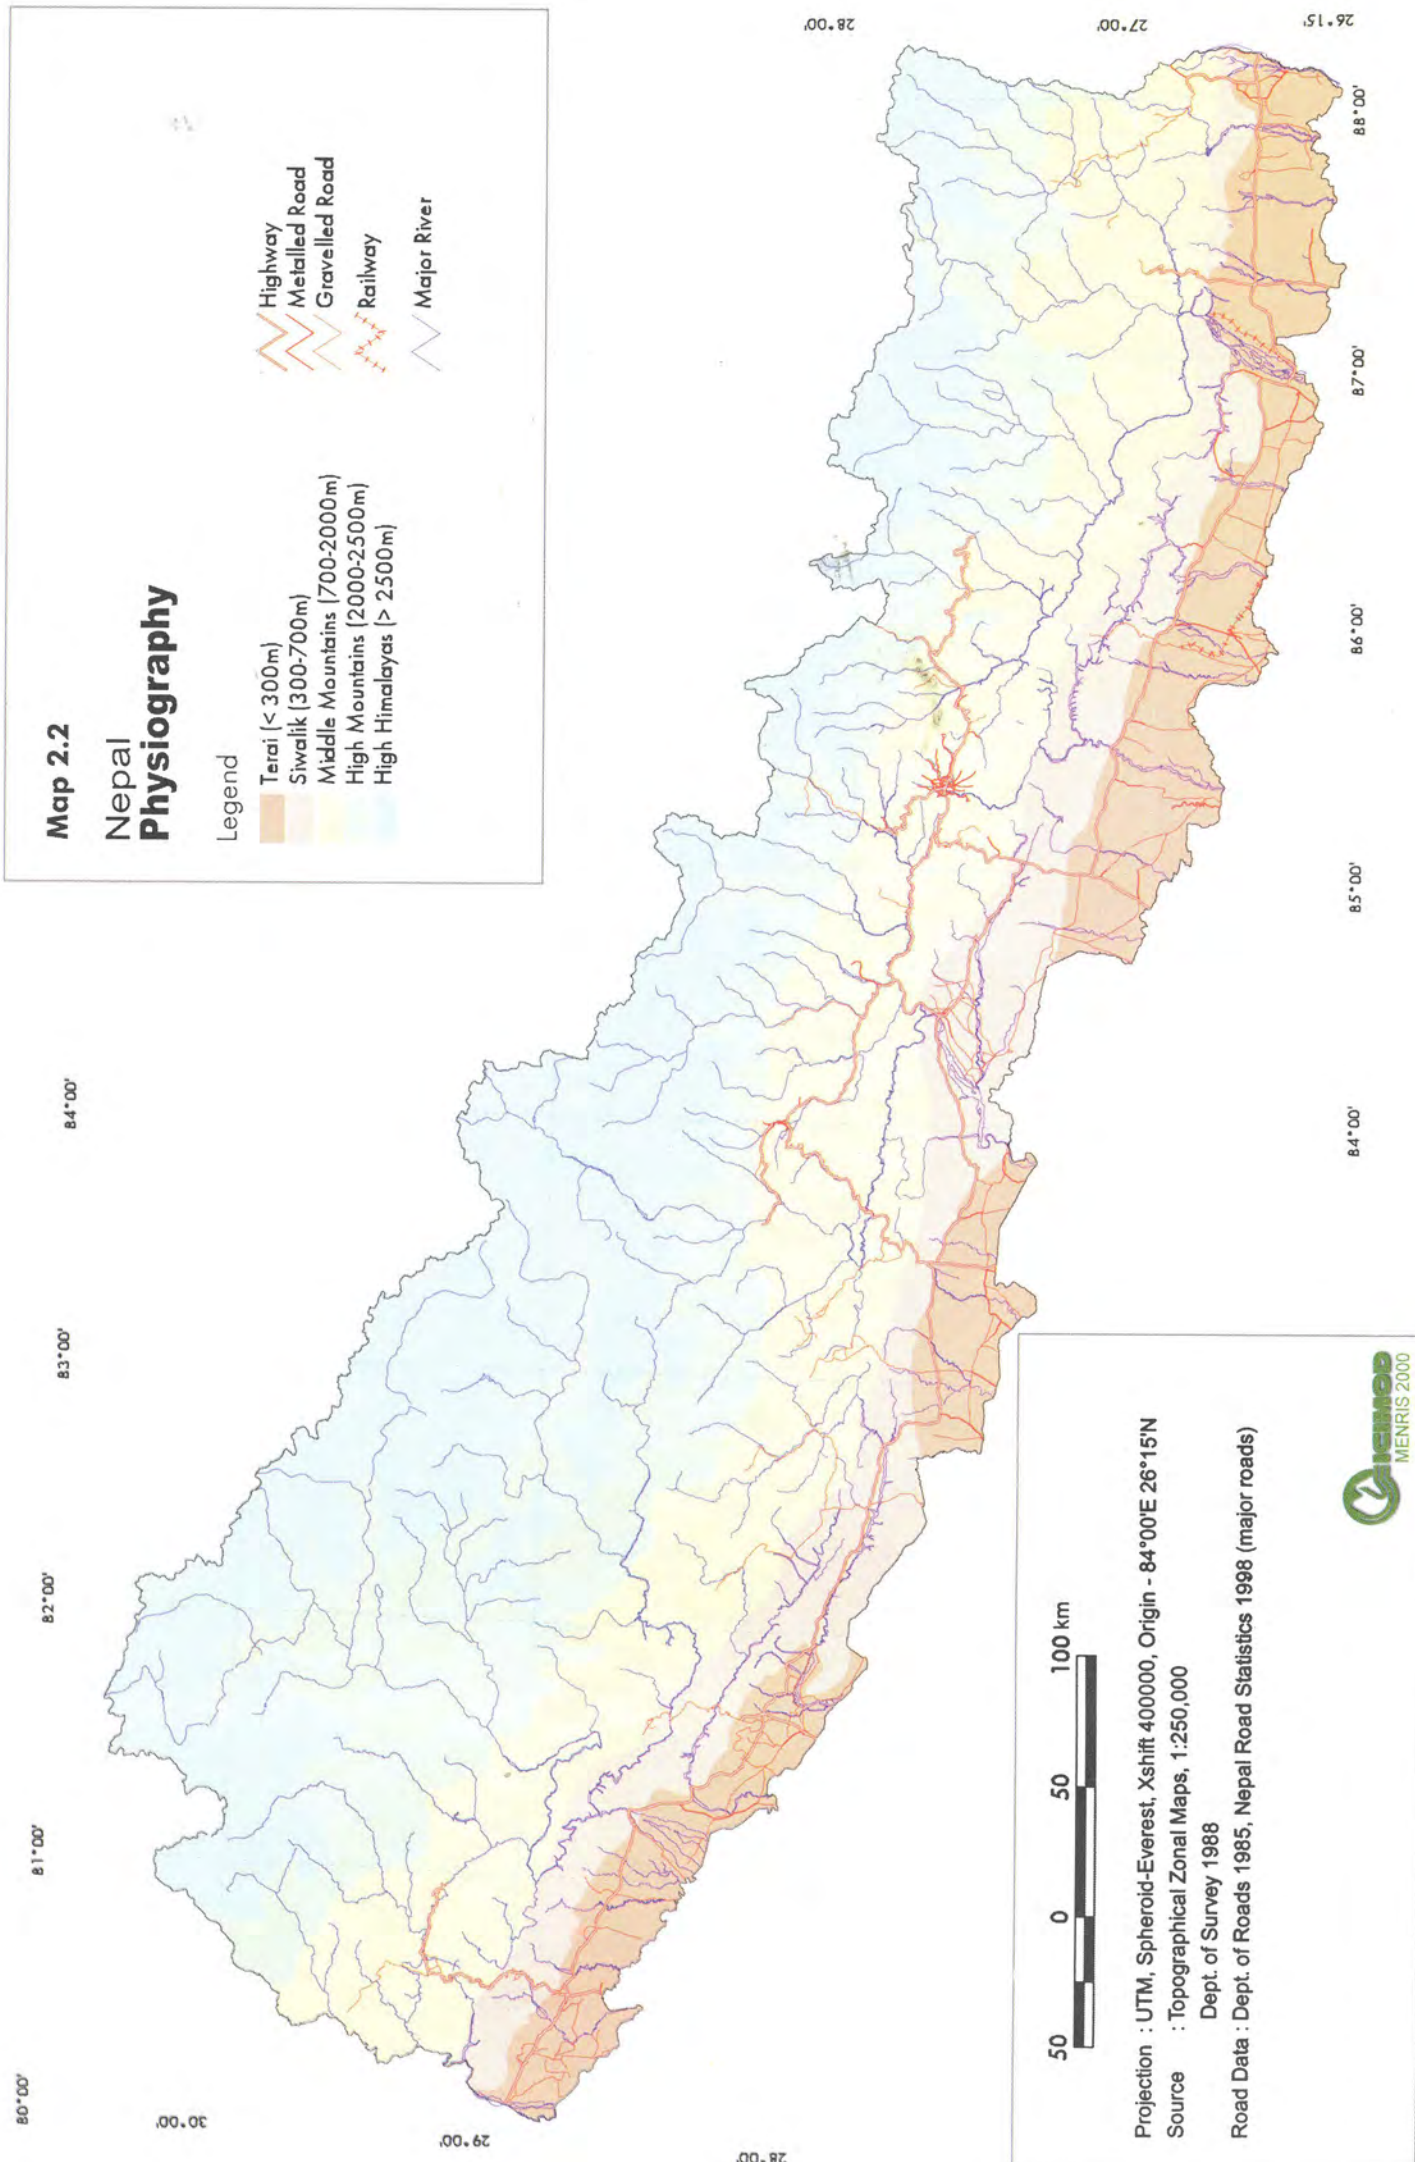 Map 2.2
Nepal
Physiography
Legend
Terai (< 300m)
Siwalik (300-700m)
Middle Mountains (700-2000m)
High Mountains (2000-2500m)
High Himalayas (> 2500m)
Highway
Metalled Road
Gravelled Road
Railway
Major River
80°00'
81°00'
82°00'
83°00'
84°00'
30°00'
29°00'
28°00'
28°00'
27°00'
26°15'
84°00'
85°00'
86°00'
87°00'
88°00'
50 0 50 100 km
Projection : UTM, Spheroid-Everest, Xshift 400000, Origin - 84°00'E 26°15'N
Source : Topographical Zonal Maps, 1:250,000
Dept. of Survey 1988
Road Data : Dept. of Roads 1985, Nepal Road Statistics 1998 (major roads)
ICIMOD
MENRIS 2000